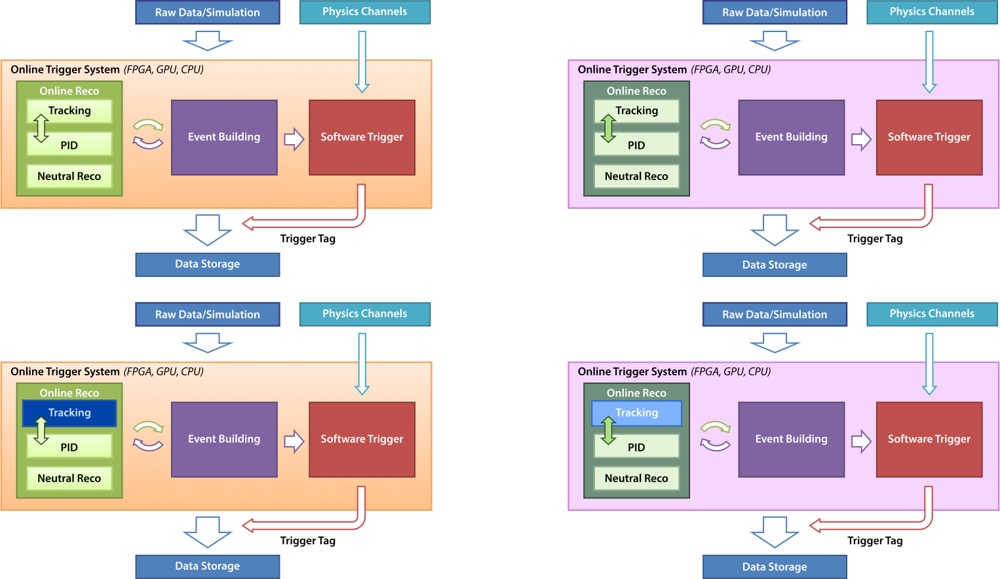 Raw Data/Simulation
Physics Channels
Online Trigger System (FPGA, GPU, CPU)
Online Reco
Tracking
PID
Neutral Reco
Event Building
Software Trigger
Trigger Tag
Data Storage
Raw Data/Simulation
Physics Channels
Online Trigger System (FPGA, GPU, CPU)
Online Reco
Tracking
PID
Neutral Reco
Event Building
Software Trigger
Trigger Tag
Data Storage
Raw Data/Simulation
Physics Channels
Online Trigger System (FPGA, GPU, CPU)
Online Reco
Tracking
PID
Neutral Reco
Event Building
Software Trigger
Trigger Tag
Data Storage
Raw Data/Simulation
Physics Channels
Online Trigger System (FPGA, GPU, CPU)
Online Reco
Tracking
PID
Neutral Reco
Event Building
Software Trigger
Trigger Tag
Data Storage